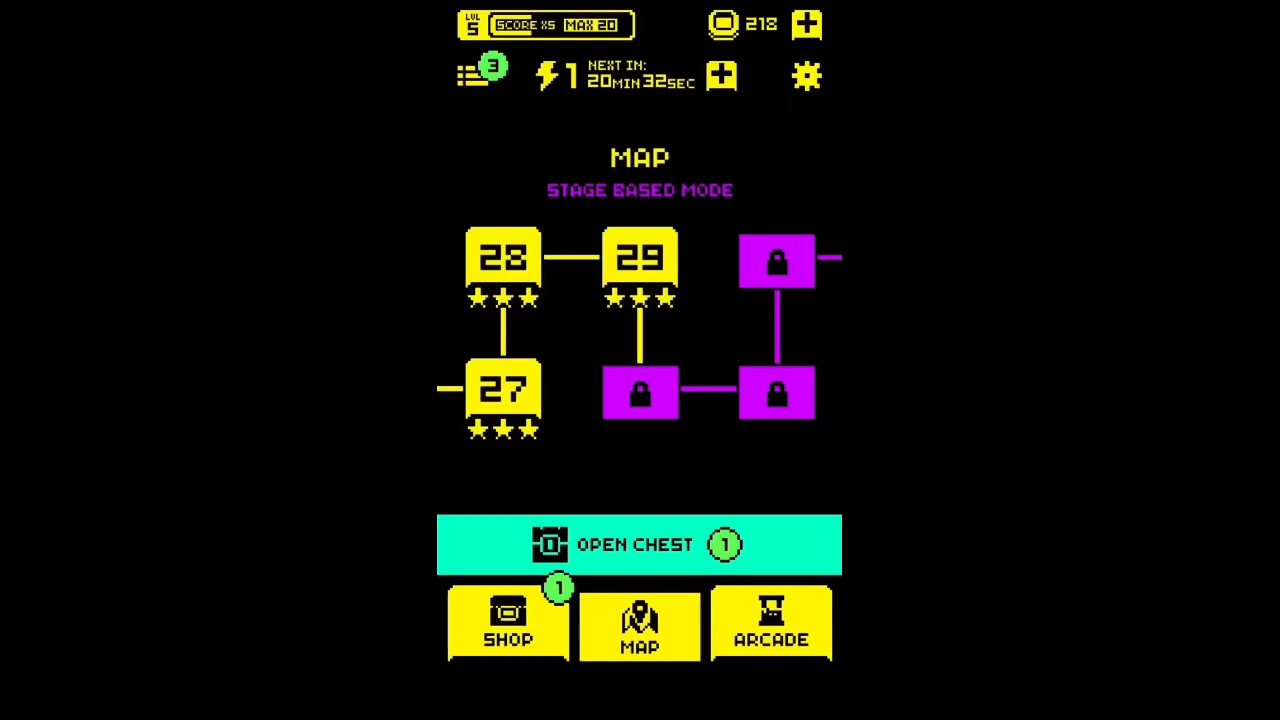 LVL
5
SCORE X5 MAX 20
218
3
1
NEXT IN:
20MIN 32SEC
MAP
STAGE BASED MODE
28
29
27
OPEN CHEST 1
1
SHOP
MAP
ARCADE